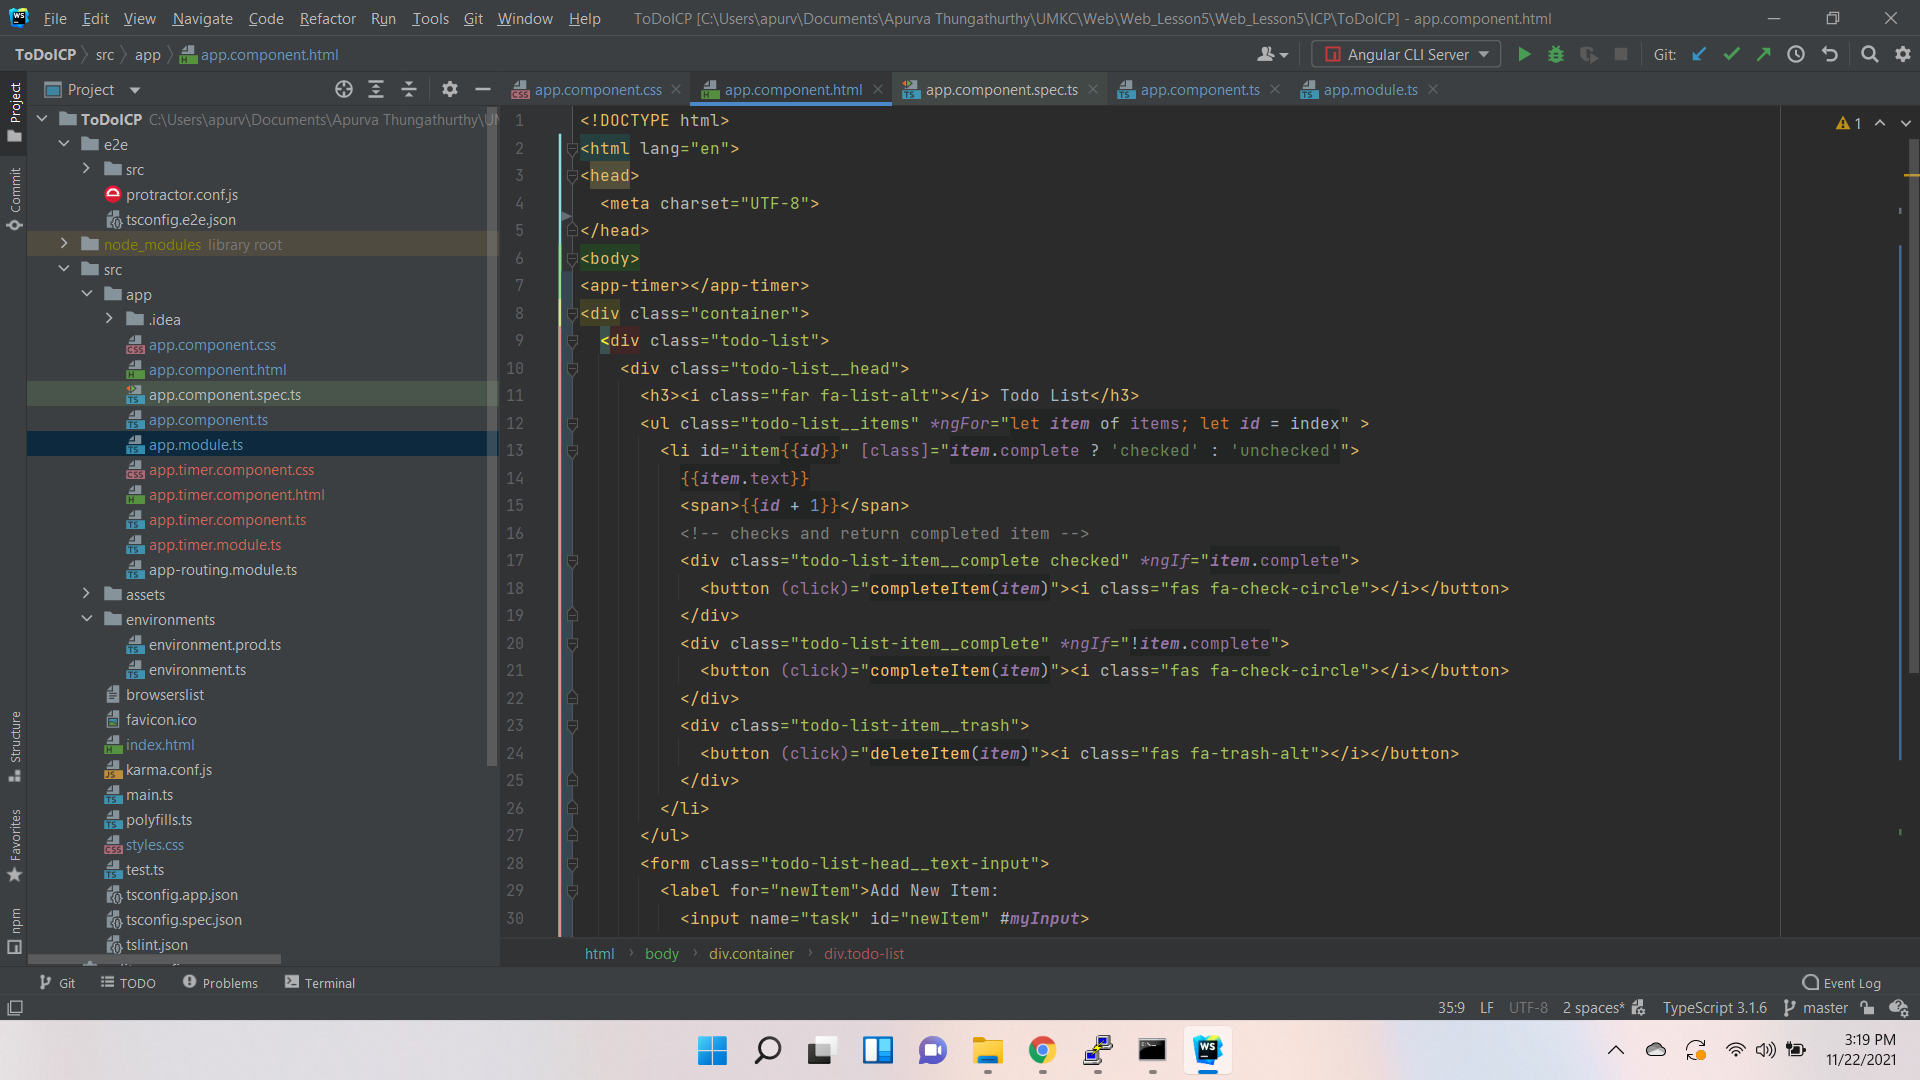 File Edit View Navigate Code Refactor Run Tools Git Window Help ToDoICP [C:\Users\apurv\Documents\Apurva Thungathurthy\UMKC\Web\Web_Lesson5\Web_Lesson5\ICP\ToDoICP] - app.component.html
ToDoICP src app app.component.html
Angular CLI Server
Git:
Project
app.component.css
app.component.html
app.component.spec.ts
app.component.ts
app.module.ts
Project
Commit
Structure
Favorites
npm
ToDoICP C:\Users\apurv\Documents\Apurva Thungathurthy\
e2e
src
protractor.conf.js
tsconfig.e2e.json
node_modules library root
src
app
.idea
app.component.css
app.component.html
app.component.spec.ts
app.component.ts
app.module.ts
app.timer.component.css
app.timer.component.html
app.timer.component.ts
app.timer.module.ts
app-routing.module.ts
assets
environments
environment.prod.ts
environment.ts
browserslist
favicon.ico
index.html
karma.conf.js
main.ts
polyfills.ts
styles.css
test.ts
tsconfig.app.json
tsconfig.spec.json
tslint.json
1 <!DOCTYPE html>
2 <html lang="en">
3 <head>
4 <meta charset="UTF-8">
5 </head>
6 <body>
7 <app-timer></app-timer>
8 <div class="container">
9 <div class="todo-list">
10 <div class="todo-list__head">
11 <h3><i class="far fa-list-alt"></i> Todo List</h3>
12 <ul class="todo-list__items" *ngFor="let item of items; let id = index" >
13 <li id="item{{id}}" [class]="item.complete ? 'checked' : 'unchecked'">
14 {{item.text}}
15 <span>{{id + 1}}</span>
16 <!-- checks and return completed item -->
17 <div class="todo-list-item__complete checked" *ngIf="item.complete">
18 <button (click)="completeItem(item)"><i class="fas fa-check-circle"></i></button>
19 </div>
20 <div class="todo-list-item__complete" *ngIf="!item.complete">
21 <button (click)="completeItem(item)"><i class="fas fa-check-circle"></i></button>
22 </div>
23 <div class="todo-list-item__trash">
24 <button (click)="deleteItem(item)"><i class="fas fa-trash-alt"></i></button>
25 </div>
26 </li>
27 </ul>
28 <form class="todo-list-head__text-input">
29 <label for="newItem">Add New Item:
30 <input name="task" id="newItem" #myInput>
1
html body div.container div.todo-list
Git TODO Problems Terminal Event Log
35:9 LF UTF-8 2 spaces* TypeScript 3.1.6 master
3:19 PM
11/22/2021